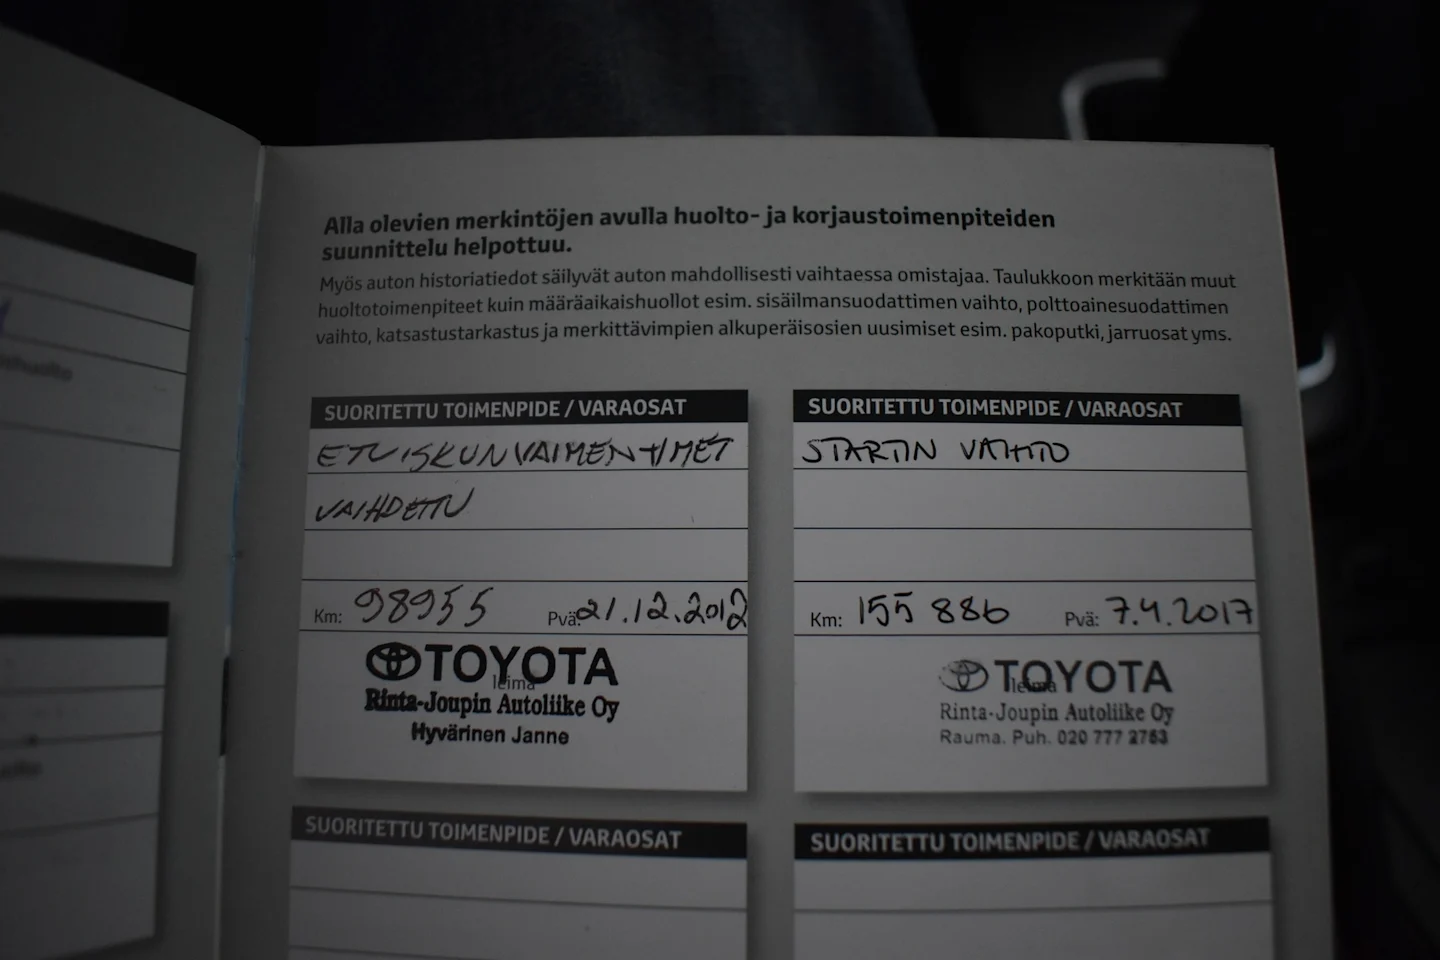 Alla olevien merkintöjen avulla huolto- ja korjaustoimenpiteiden
suunnittelu helpottuu.
Myös auton historiatiedot säilyvät auton mahdollisesti vaihtaessa omistajaa. Taulukkoon merkitään muut
huoltotoimenpiteet kuin määräaikaishuollot esim. sisäilmansuodattimen vaihto, polttoainesuodattimen
vaihto, katsastustarkastus ja merkittävimpien alkuperäisosien uusimiset esim. pakoputki, jarruosat yms.
SUORITETTU TOIMENPIDE / VARAOSAT
ETUISKUNVAIMENTIMET
VAIHDETTU
Km: 98955 Pvä: 21.12.2012
TOYOTA
leima
Rinta-Joupin Autoliike Oy
Hyvärinen Janne
SUORITETTU TOIMENPIDE / VARAOSAT
STARTIN VAIHTO
Km: 155 886 Pvä: 7.4.2017
TOYOTA
leima
Rinta-Joupin Autoliike Oy
Rauma. Puh. 020 777 2763
SUORITETTU TOIMENPIDE / VARAOSAT
SUORITETTU TOIMENPIDE / VARAOSAT